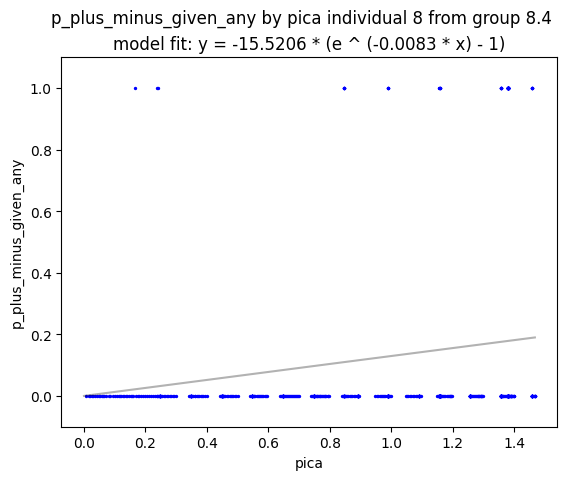 p_plus_minus_given_any by pica individual 8 from group 8.4
model fit: y = -15.5206 * (e ^ (-0.0083 * x) - 1)
1.0
0.8
0.6
0.4
0.2
0.0
p_plus_minus_given_any
0.0 0.2 0.4 0.6 0.8 1.0 1.2 1.4
pica